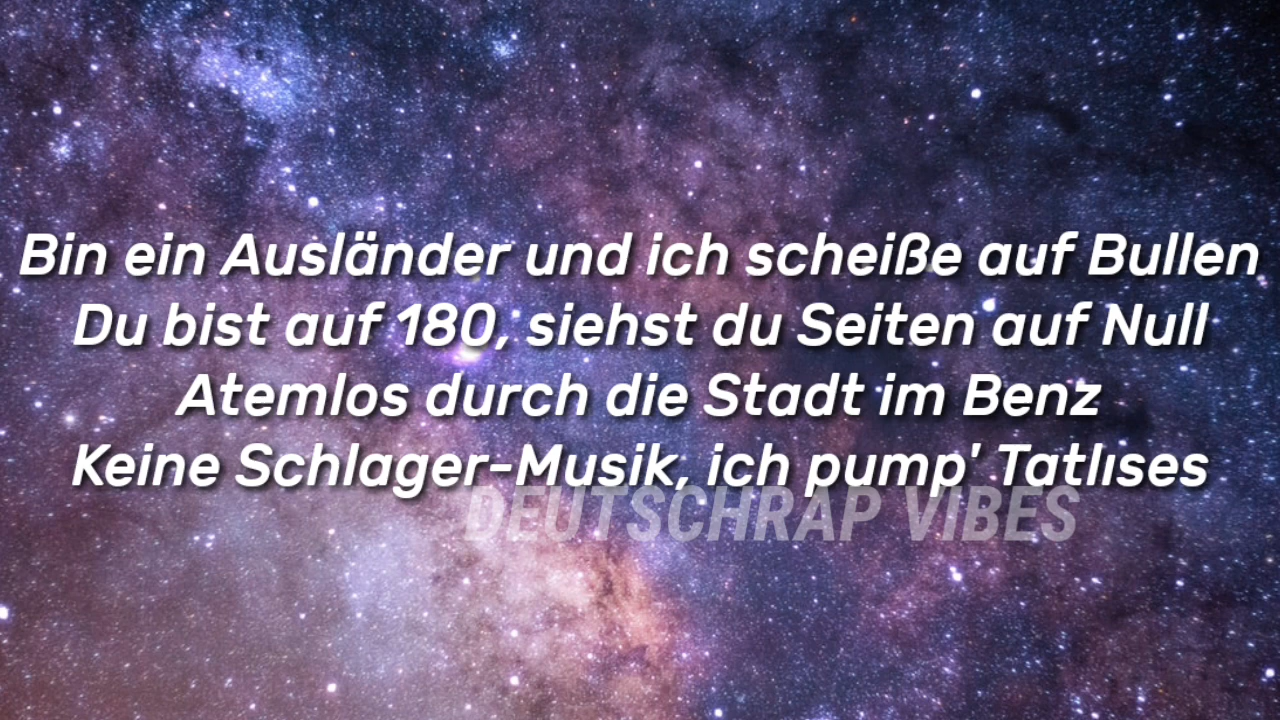 Bin ein Ausländer und ich scheiße auf Bullen
Du bist auf 180, siehst du Seiten auf Null
Atemlos durch die Stadt im Benz
Keine Schlager-Musik, ich pump' Tatlıses
DEUTSCHRAP VIBES